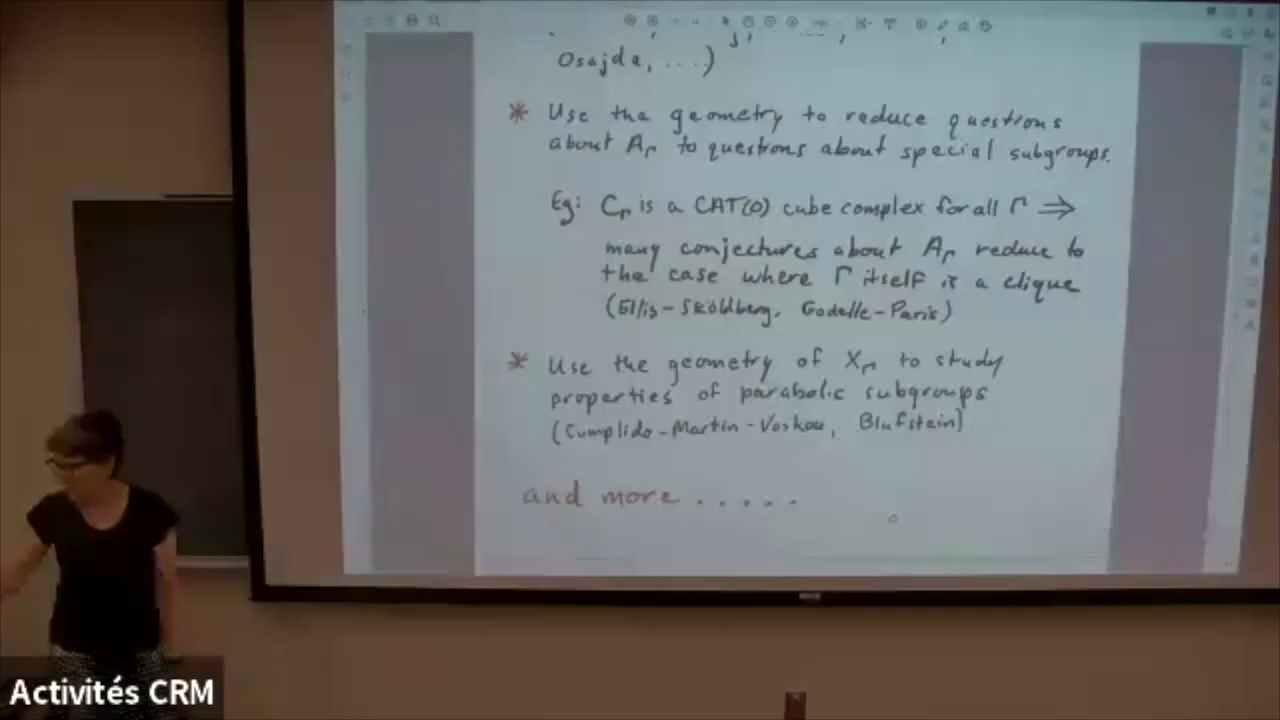 Osajda, ....)
* Use the geometry to reduce questions
about A_Γ to questions about special subgroups.
Eg: C_Γ is a CAT(0) cube complex for all Γ ⇒
many conjectures about A_Γ reduce to
the case where Γ itself is a clique
(Ellis-Sköldberg, Godelle-Paris)
* Use the geometry of X_Γ to study
properties of parabolic subgroups
(Cumplido-Martin-Voskou, Blufstein)
and more .....
Activités CRM